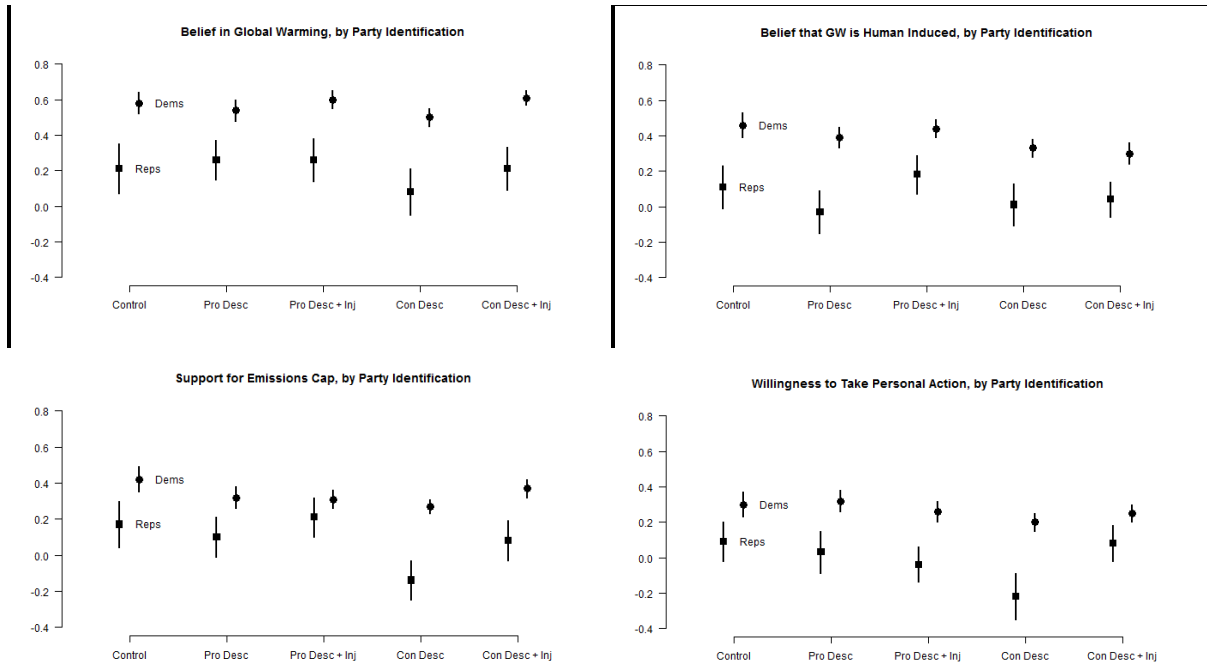 Belief in Global Warming, by Party Identification
0.8
0.6
Dems
0.4
0.2
Reps
0.0
-0.2
-0.4
Control
Pro Desc
Pro Desc + Inj
Con Desc
Con Desc + Inj
Belief that GW is Human Induced, by Party Identification
0.8
0.6
Dems
0.4
0.2
Reps
0.0
-0.2
-0.4
Control
Pro Desc
Pro Desc + Inj
Con Desc
Con Desc + Inj
Support for Emissions Cap, by Party Identification
0.8
0.6
0.4
Dems
0.2
Reps
0.0
-0.2
-0.4
Control
Pro Desc
Pro Desc + Inj
Con Desc
Con Desc + Inj
Willingness to Take Personal Action, by Party Identification
0.8
0.6
0.4
Dems
0.2
Reps
0.0
-0.2
-0.4
Control
Pro Desc
Pro Desc + Inj
Con Desc
Con Desc + Inj